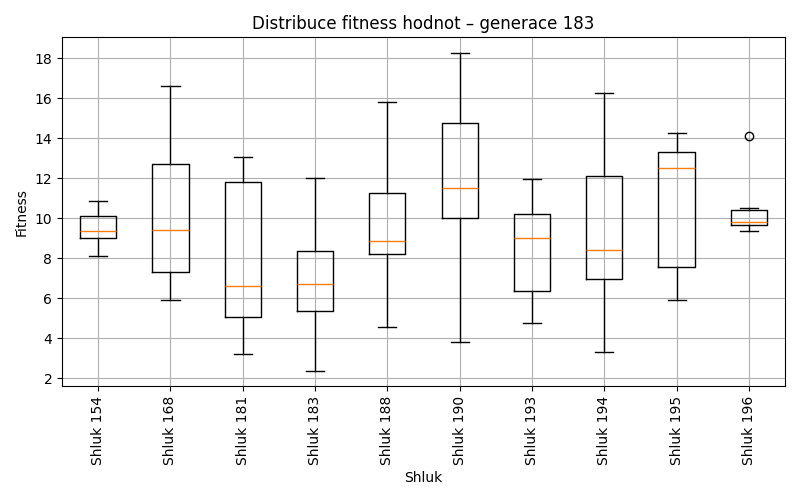 Distribuce fitness hodnot – generace 183
Fitness
18
16
14
12
10
8
6
4
2
Shluk 154
Shluk 168
Shluk 181
Shluk 183
Shluk 188
Shluk 190
Shluk 193
Shluk 194
Shluk 195
Shluk 196
Shluk